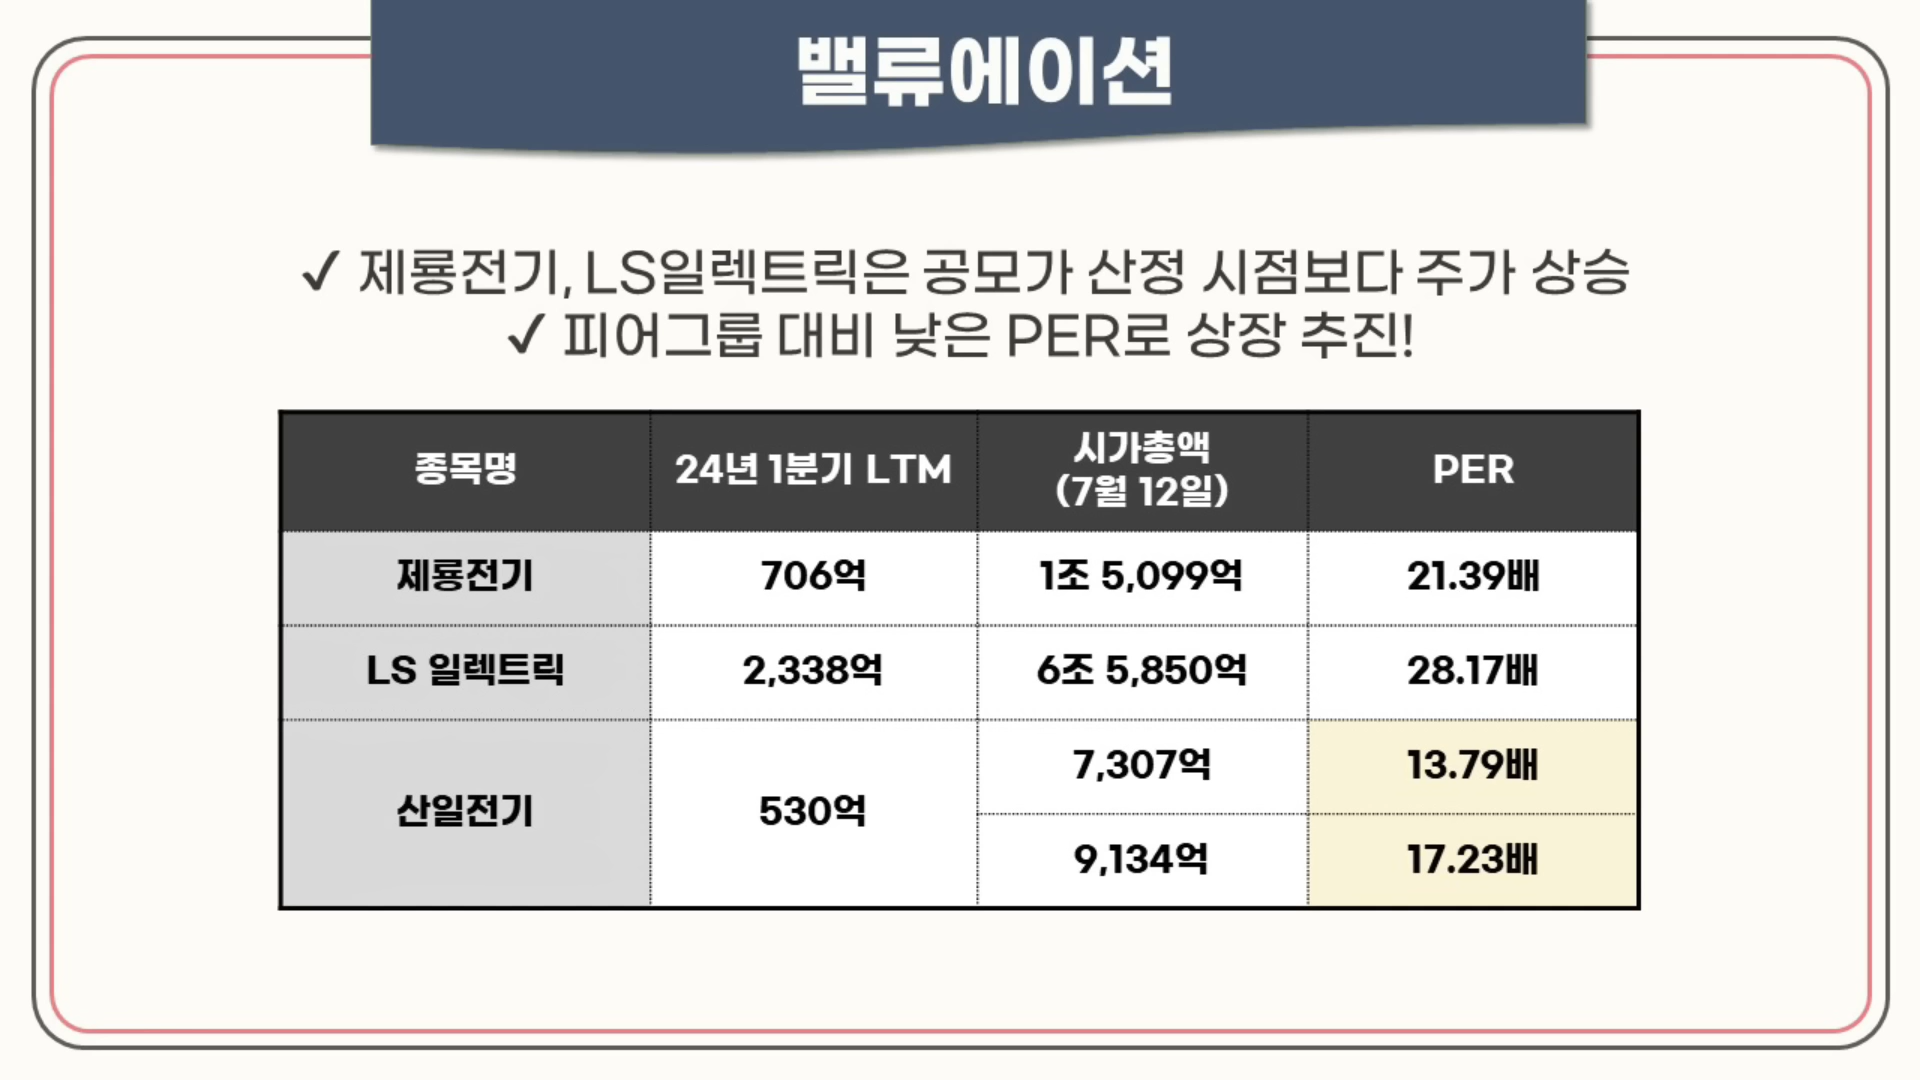 밸류에이션
✓ 제룡전기, LS일렉트릭은 공모가 산정 시점보다 주가 상승
✓ 피어그룹 대비 낮은 PER로 상장 추진!
종목명 24년 1분기 LTM 시가총액 (7월 12일) PER
제룡전기 706억 1조 5,099억 21.39배
LS 일렉트릭 2,338억 6조 5,850억 28.17배
산일전기 530억 7,307억 13.79배
9,134억 17.23배